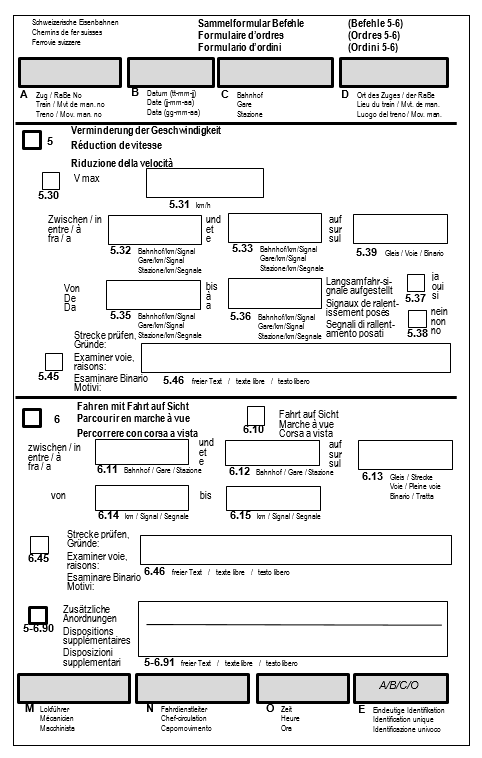 Schweizerische Eisenbahnen
Chemins de fer suisses
Ferrovie svizzere
Sammelformular Befehle (Befehle 5-6)
Formulaire d'ordres (Ordres 5-6)
Formulario d'ordini (Ordini 5-6)
A Zug / RaBe No
Train / Mvt de man. no
Treno / Mov. man. no
B Datum (tt-mm-j)
Date (j-mm-aa)
Data (gg-mm-aa)
C Bahnhof
Gare
Stazione
D Ort des Zuges / der RaBe
Lieu du train / Mvt. de man.
Luogo del treno / Mov. man.
5 Verminderung der Geschwindigkeit
Réduction de vitesse
Riduzione della velocità
5.30
V max
5.31 km/h
Zwischen / in
entre / à
fra / a
5.32 Bahnhof/km/Signal
Gare/km/Signal
Stazione/km/Segnale
und
et
e
5.33 Bahnhof/km/Signal
Gare/km/Signal
Stazione/km/Segnale
auf
sur
sul
5.39 Gleis / Voie / Binario
Von
De
Da
5.35 Bahnhof/km/Signal
Gare/km/Signal
Stazione/km/Segnale
bis
à
a
5.36 Bahnhof/km/Signal
Gare/km/Signal
Stazione/km/Segnale
Langsamfahr-si-
gnale aufgestellt
Signaux de ralent-
issement posés
Segnali di rallent-
amento posati
5.37 ja
oui
si
5.38 nein
non
no
5.45
Strecke prüfen,
Gründe:
Examiner voie,
raisons:
Esaminare Binario
Motivi:
5.46 freier Text / texte libre / testo libero
6 Fahren mit Fahrt auf Sicht
Parcourir en marche à vue
Percorrere con corsa a vista
6.10
Fahrt auf Sicht
Marche à vue
Corsa a vista
zwischen / in
entre / à
fra / a
6.11 Bahnhof / Gare / Stazione
und
et
e
6.12 Bahnhof / Gare / Stazione
auf
sur
sul
6.13 Gleis / Strecke
Voie / Pleine voie
Binario / Tratta
von
6.14 km / Signal / Segnale
bis
6.15 km / Signal / Segnale
6.45
Strecke prüfen,
Gründe:
Examiner voie,
raisons:
Esaminare Binario
Motivi:
6.46 freier Text / texte libre / testo libero
5-6.90
Zusätzliche
Anordnungen
Dispositions
supplémentaires
Disposizioni
supplementari
5-6.91 freier Text / texte libre / testo libero
A/B/C/O
M Lokführer
Mécanicien
Macchinista
N Fahrdienstleiter
Chef-circulation
Capomovimento
O Zeit
Heure
Ora
E Eindeutige Identifikation
Identification unique
Identificazione univoco